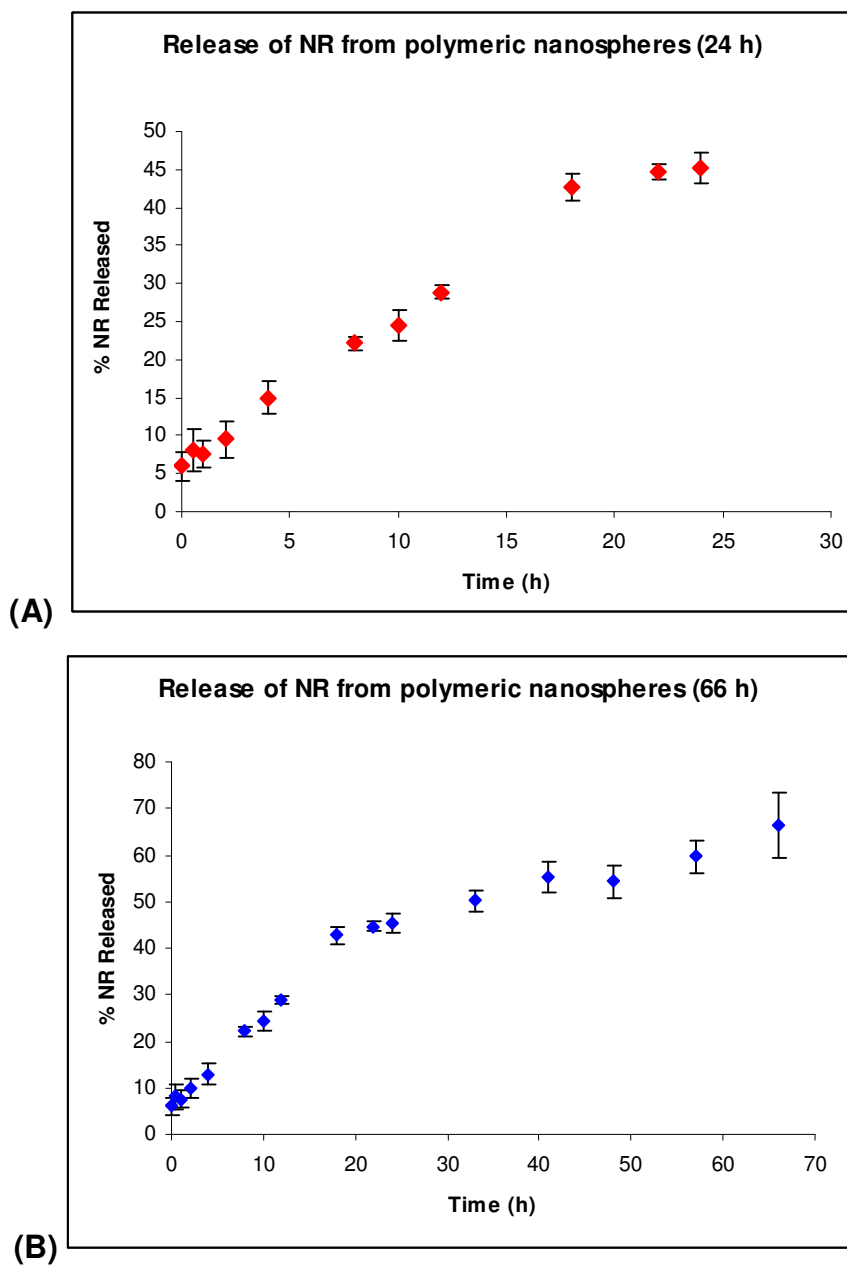 Release of NR from polymeric nanospheres (24 h)
50
45
40
35
30
25
20
15
10
5
0
% NR Released
0 5 10 15 20 25 30
Time (h)
(A)
Release of NR from polymeric nanospheres (66 h)
80
70
60
50
40
30
20
10
0
% NR Released
0 10 20 30 40 50 60 70
Time (h)
(B)